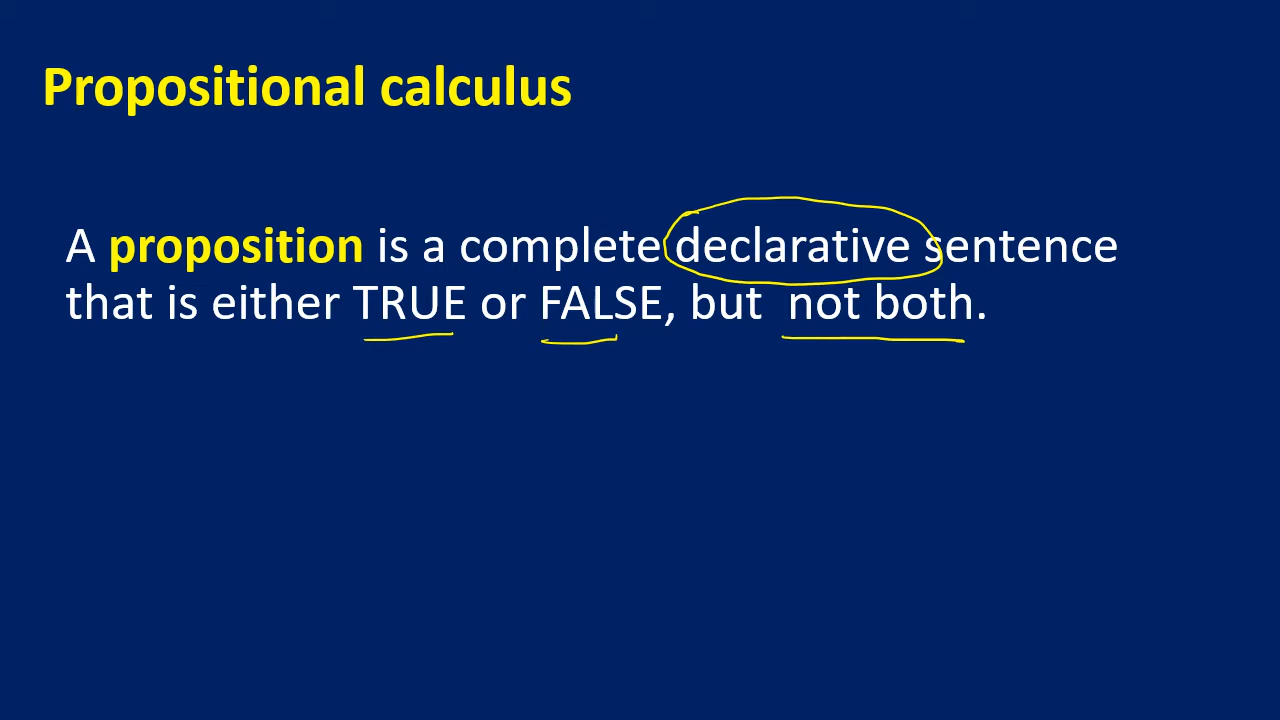 Propositional calculus
A proposition is a complete declarative sentence
that is either TRUE or FALSE, but not both.